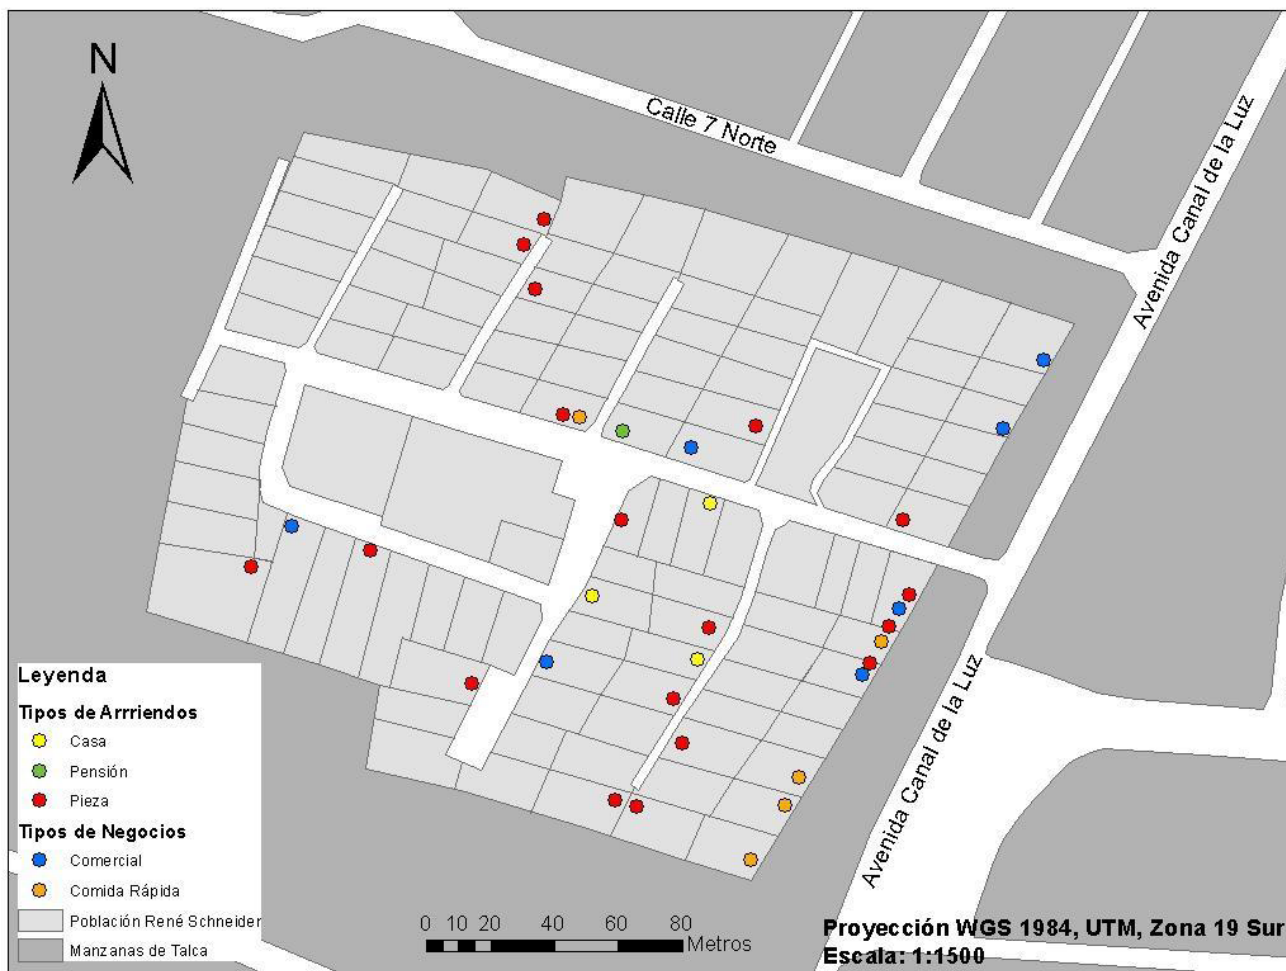 N
Calle 7 Norte
Avenida Canal de la Luz
Avenida Canal de la Luz
Leyenda
Tipos de Arrriendos
Casa
Pensión
Pieza
Tipos de Negocios
Comercial
Comida Rápida
Población René Schneider
Manzanas de Talca
0 10 20 40 60 80
Metros
Proyección WGS 1984, UTM, Zona 19 Sur
Escala: 1:1500